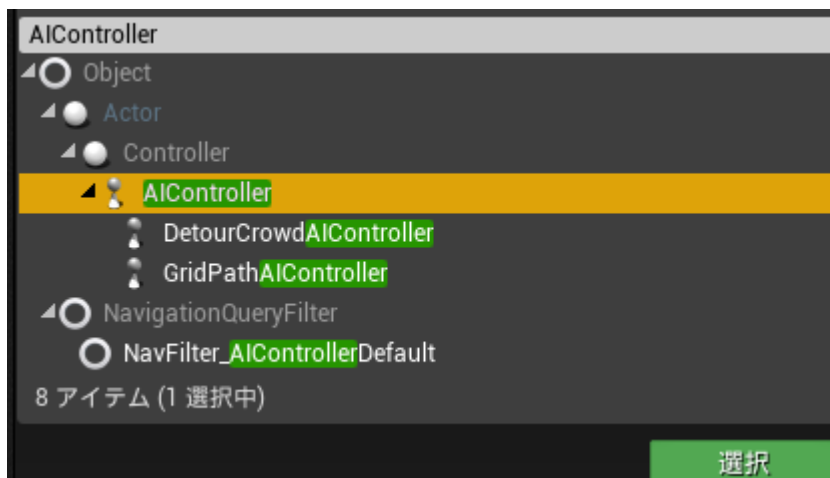 AIController
Object
Actor
Controller
AIController
DetourCrowdAIController
GridPathAIController
NavigationQueryFilter
NavFilter_AIControllerDefault
8 アイテム (1 選択中)
選択